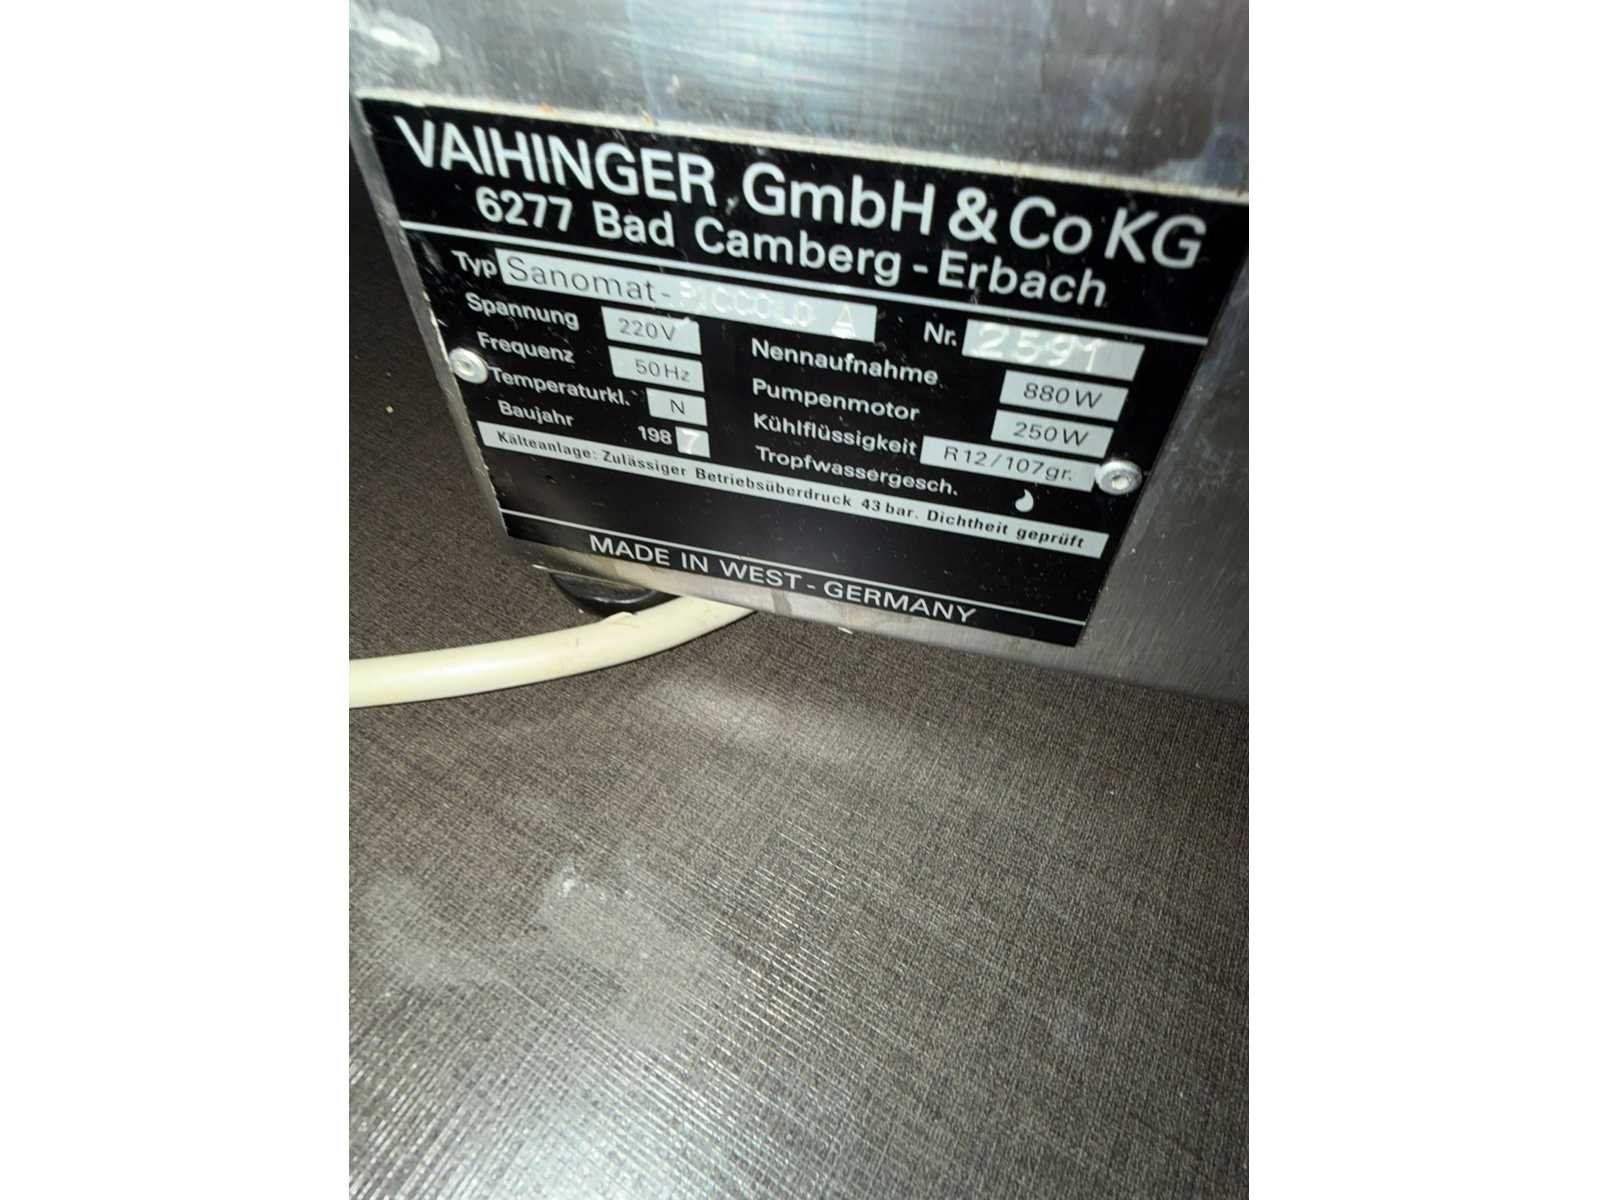 VAIHINGER GmbH & Co KG
6277 Bad Camberg - Erbach
Typ Sanomat - PICCOLO A Nr. 2591
Spannung 220V Nennaufnahme 880W
Frequenz 50Hz Pumpenmotor 250W
Temperaturkl. N Kühlflüssigkeit R12/107gr.
Baujahr 1987 Tropfwassergesch.
Kälteanlage: Zulässiger Betriebsüberdruck 43 bar. Dichtheit geprüft
MADE IN WEST - GERMANY